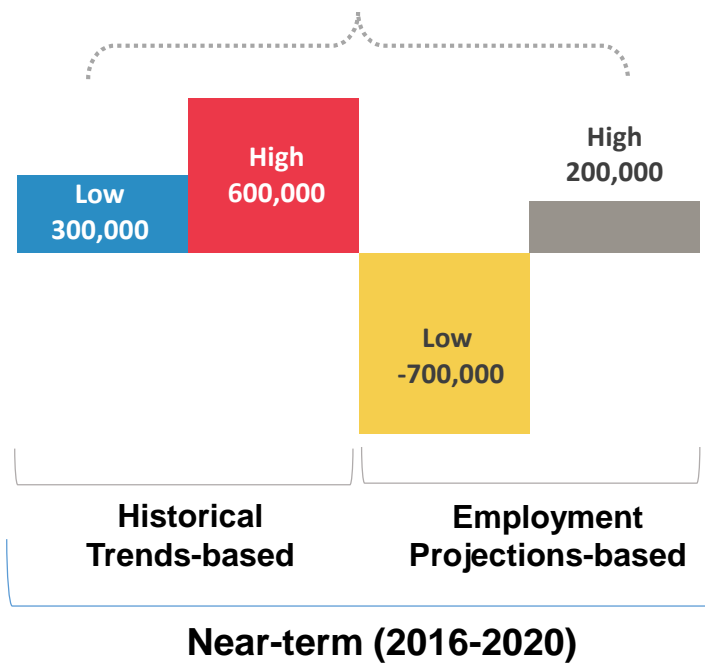 Low
300,000
High
600,000
Low
-700,000
High
200,000
Historical
Trends-based
Employment
Projections-based
Near-term (2016-2020)